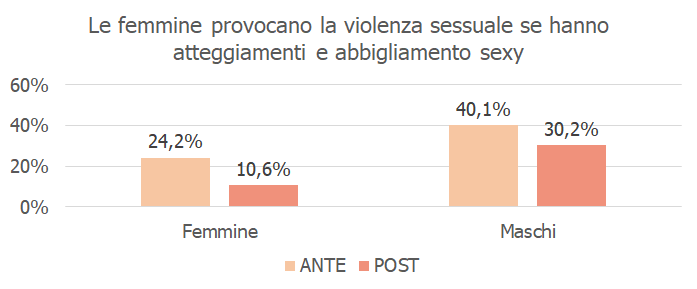 Le femmine provocano la violenza sessuale se hanno
atteggiamenti e abbigliamento sexy
60%
40%
20%
0%
24,2%
10,6%
40,1%
30,2%
Femmine
Maschi
ANTE
POST